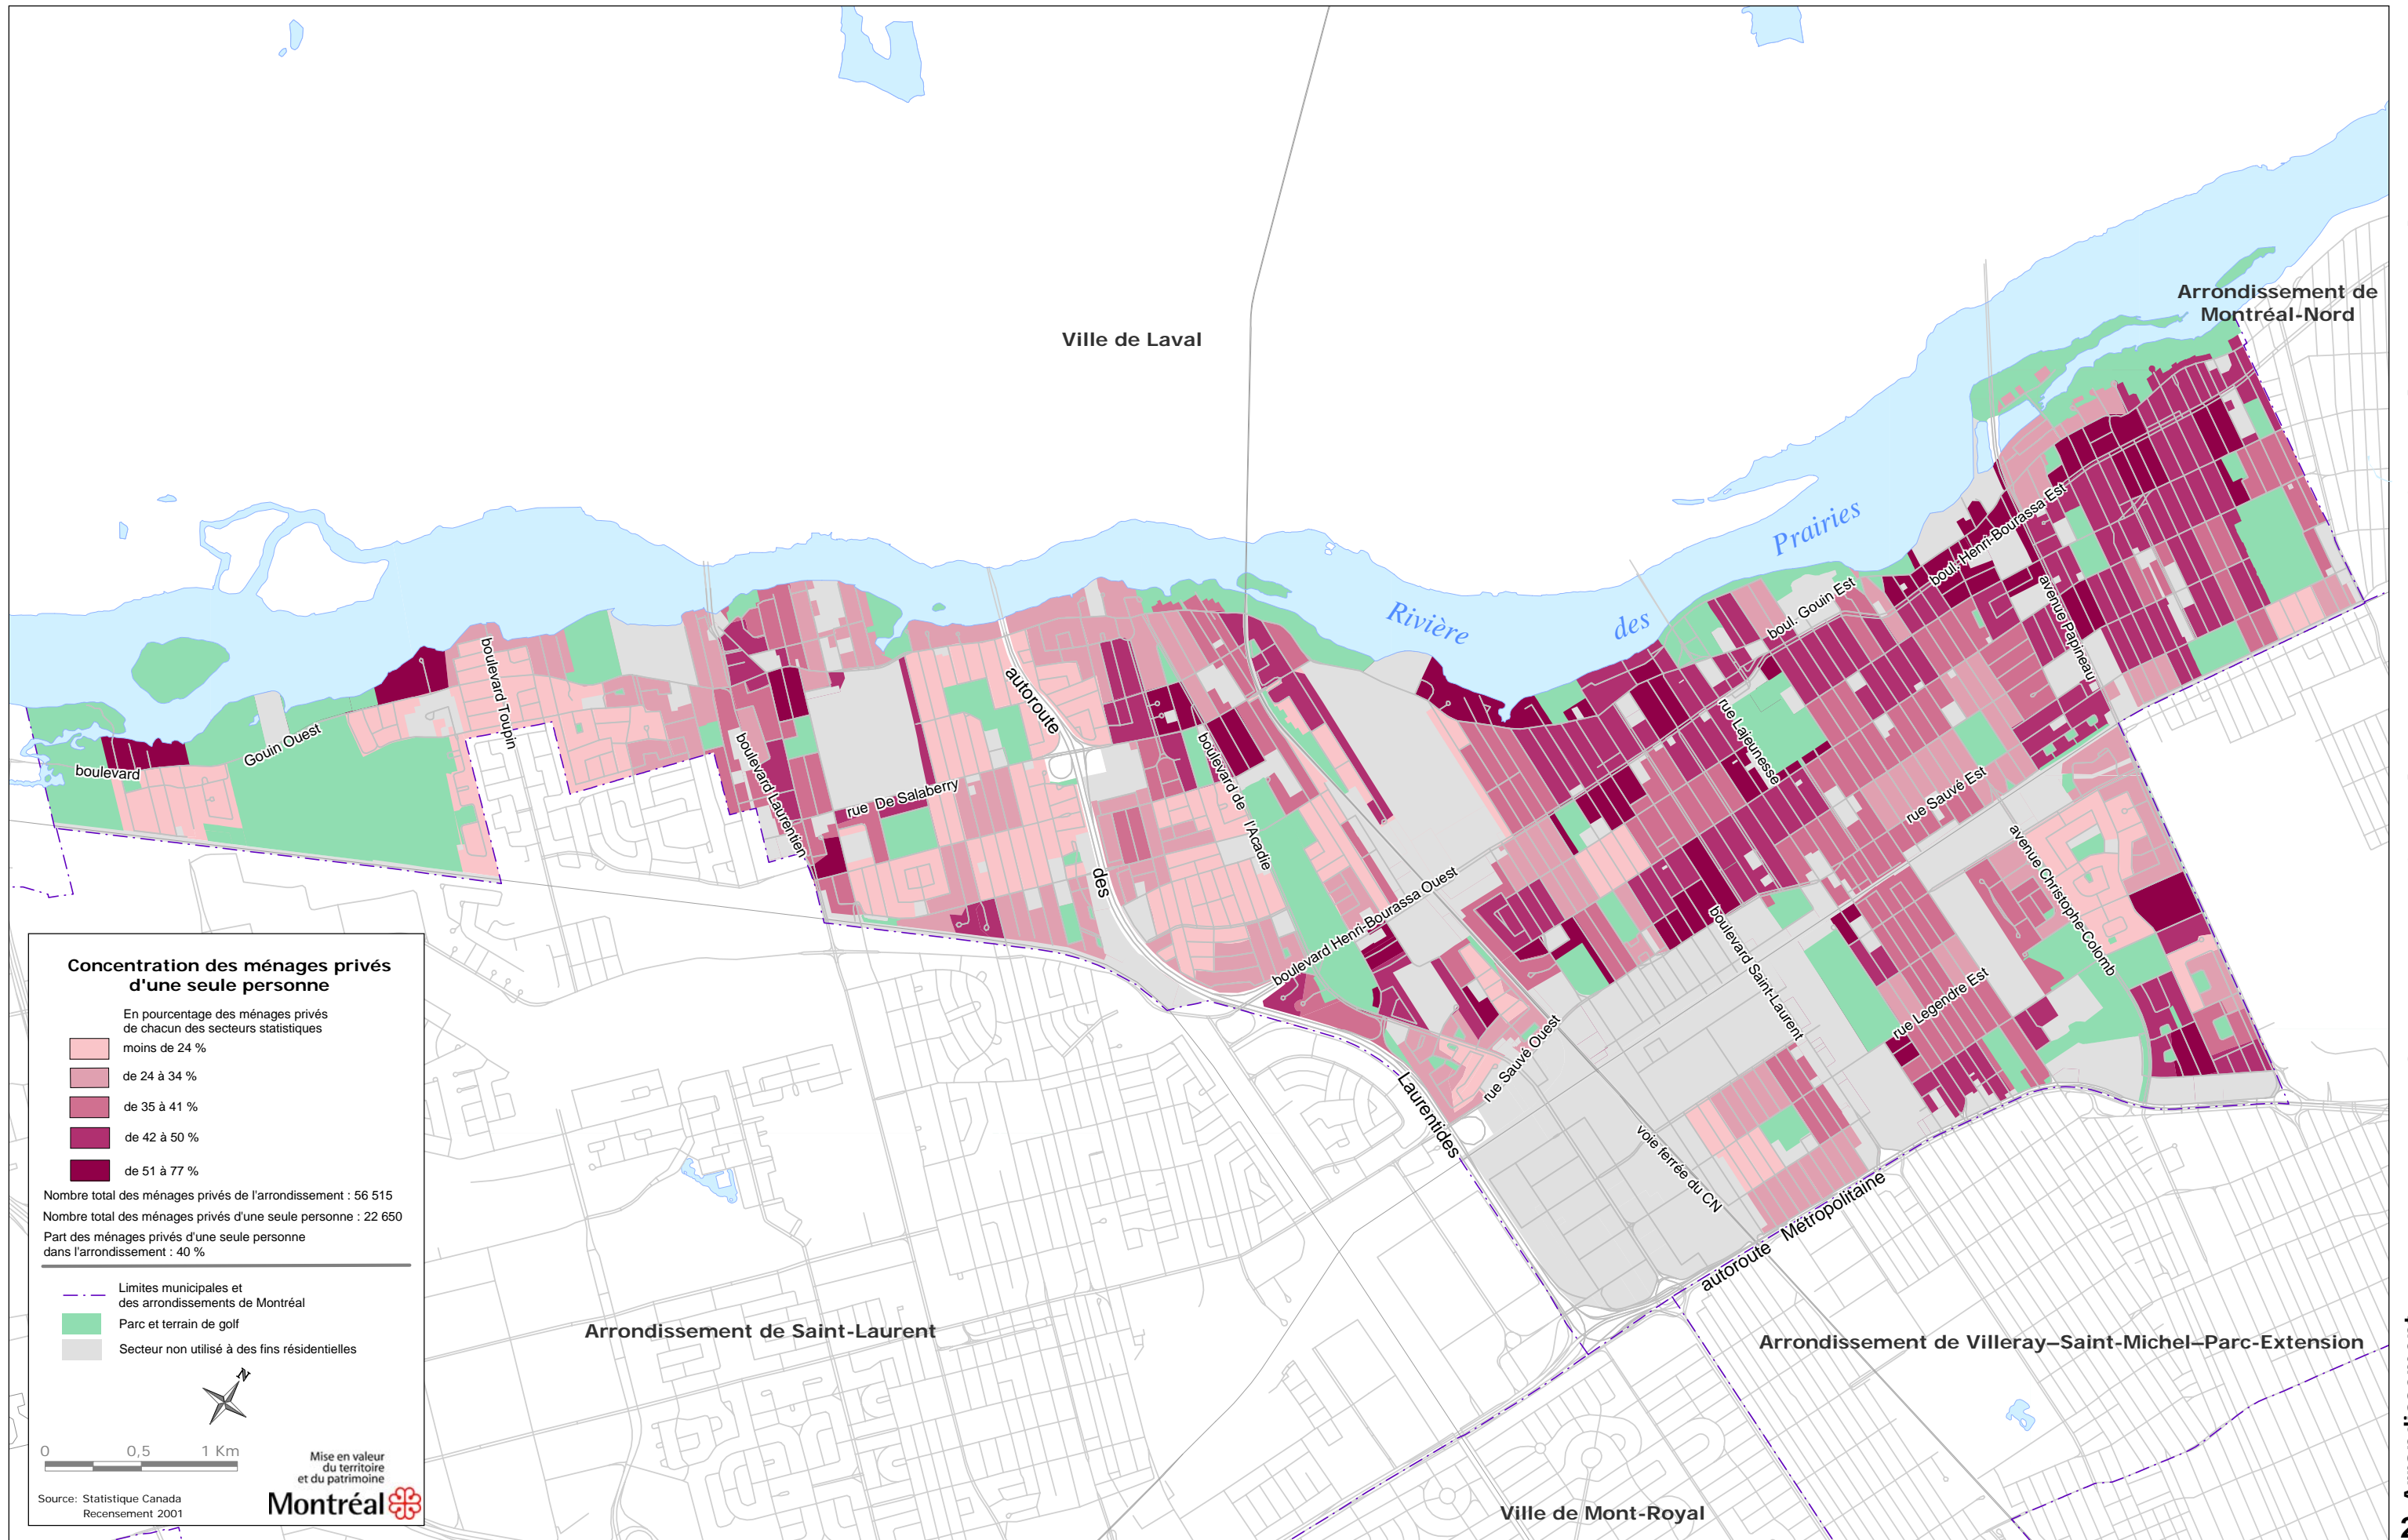 Ville de Laval
Arrondissement de
Montréal-Nord
Rivière
des
Prairies
boulevard
Gouin Ouest
boulevard Toupin
boulevard Laurentien
rue De Salaberry
autoroute
des
Laurentides
boulevard de
l'Acadie
boulevard Henri-Bourassa Ouest
rue Sauvé Ouest
boul. Gouin Est
boul. Henri-Bourassa Est
rue Lajeunesse
avenue Papineau
rue Sauvé Est
avenue Christophe-Colomb
boulevard Saint-Laurent
rue Legendre Est
voie ferrée du CN
autoroute Métropolitaine
Arrondissement de Saint-Laurent
Arrondissement de Villeray–Saint-Michel–Parc-Extension
Ville de Mont-Royal
Concentration des ménages privés
d'une seule personne
En pourcentage des ménages privés
de chacun des secteurs statistiques
moins de 24 %
de 24 à 34 %
de 35 à 41 %
de 42 à 50 %
de 51 à 77 %
Nombre total des ménages privés de l'arrondissement : 56 515
Nombre total des ménages privés d'une seule personne : 22 650
Part des ménages privés d'une seule personne
dans l'arrondissement : 40 %
Limites municipales et
des arrondissements de Montréal
Parc et terrain de golf
Secteur non utilisé à des fins résidentielles
N
0 0,5 1 Km
Mise en valeur
du territoire
et du patrimoine
Montréal
Source: Statistique Canada
Recensement 2001